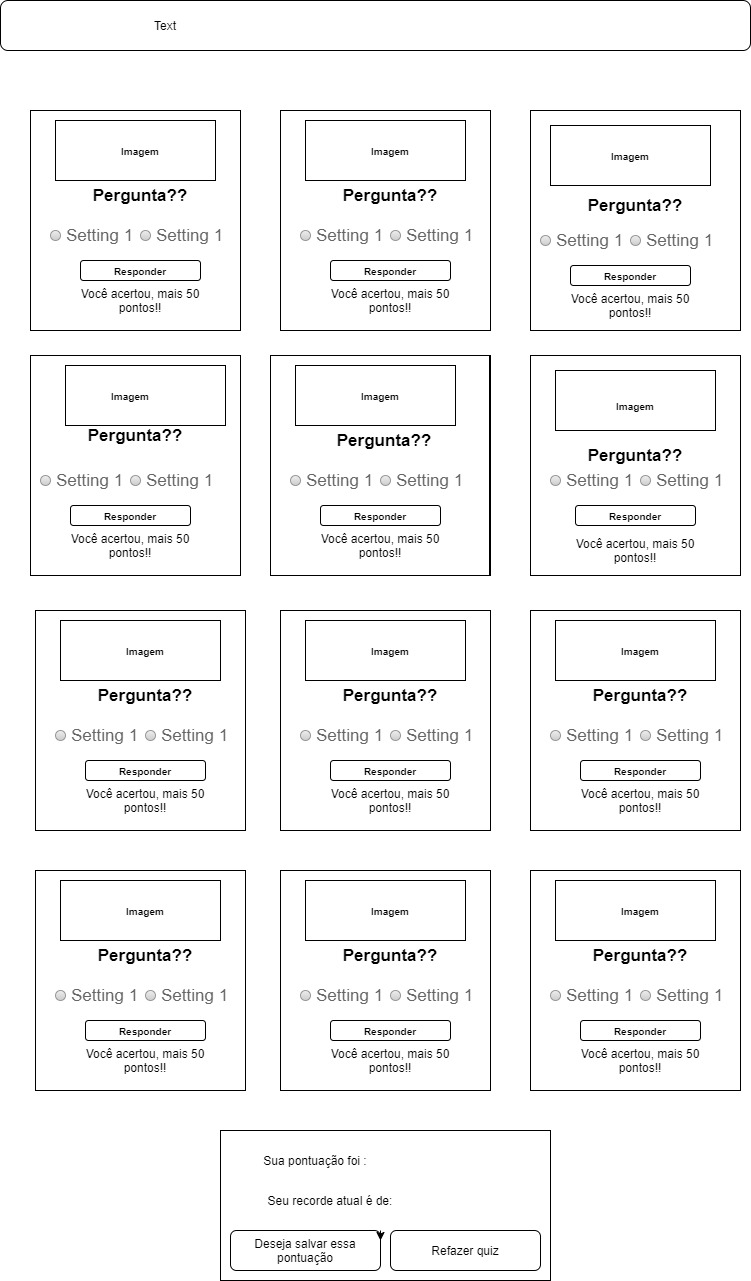 Text
Imagem
Pergunta??
Setting 1 Setting 1
Responder
Você acertou, mais 50
pontos!!
Imagem
Pergunta??
Setting 1 Setting 1
Responder
Você acertou, mais 50
pontos!!
Imagem
Pergunta??
Setting 1 Setting 1
Responder
Você acertou, mais 50
pontos!!
Imagem
Pergunta??
Setting 1 Setting 1
Responder
Você acertou, mais 50
pontos!!
Imagem
Pergunta??
Setting 1 Setting 1
Responder
Você acertou, mais 50
pontos!!
Imagem
Pergunta??
Setting 1 Setting 1
Responder
Você acertou, mais 50
pontos!!
Imagem
Pergunta??
Setting 1 Setting 1
Responder
Você acertou, mais 50
pontos!!
Imagem
Pergunta??
Setting 1 Setting 1
Responder
Você acertou, mais 50
pontos!!
Imagem
Pergunta??
Setting 1 Setting 1
Responder
Você acertou, mais 50
pontos!!
Imagem
Pergunta??
Setting 1 Setting 1
Responder
Você acertou, mais 50
pontos!!
Imagem
Pergunta??
Setting 1 Setting 1
Responder
Você acertou, mais 50
pontos!!
Imagem
Pergunta??
Setting 1 Setting 1
Responder
Você acertou, mais 50
pontos!!
Sua pontuação foi :
Seu recorde atual é de:
Deseja salvar essa
pontuação
Refazer quiz